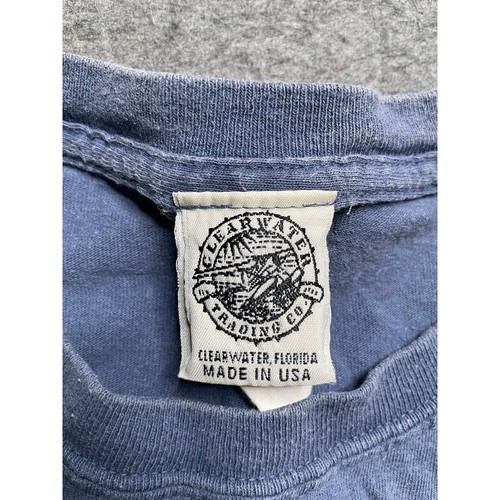 CLEARWATER
TRADING CO.
CLEARWATER, FLORIDA
MADE IN USA